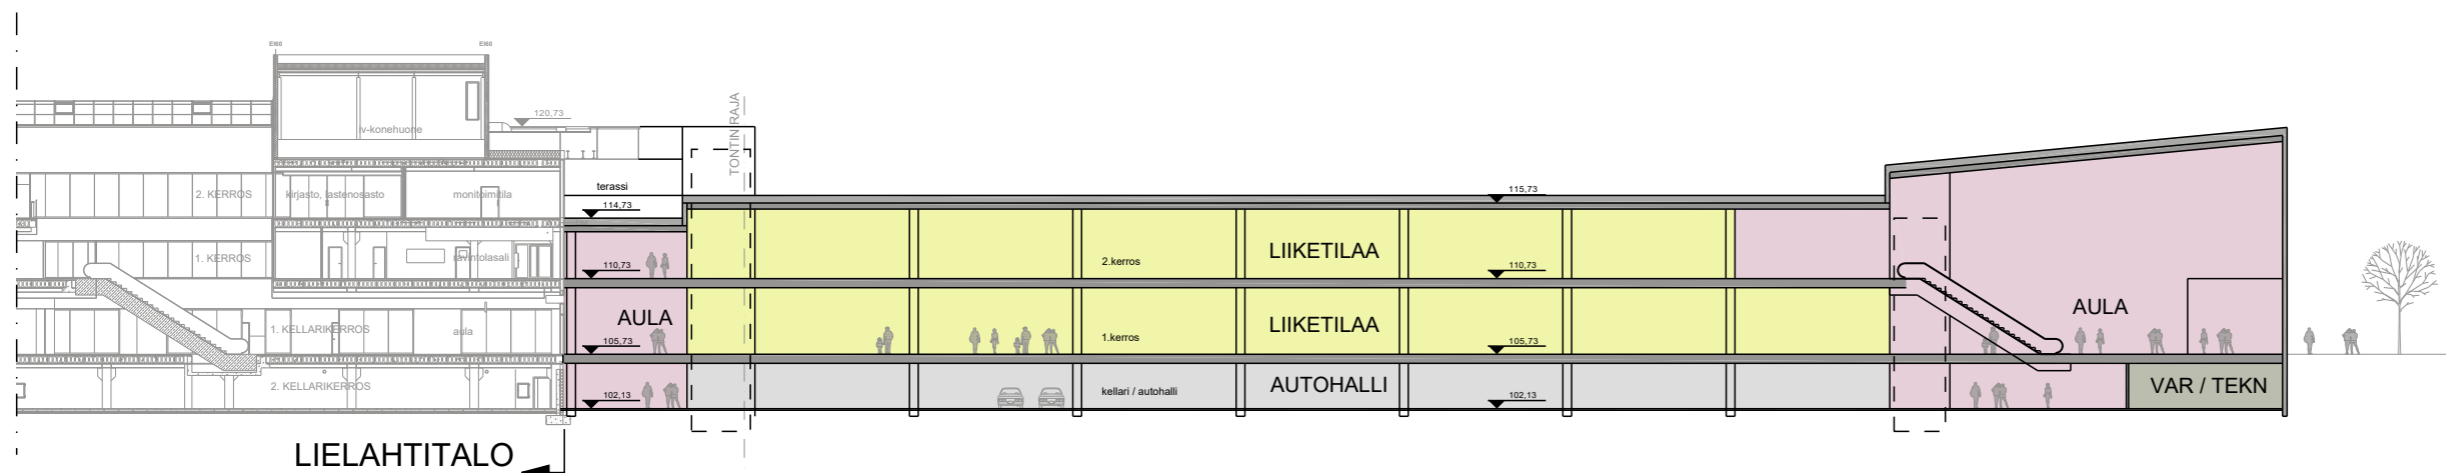 EI60
EI60
iv-konehuone
120,73
TONTIN RAJA
2. KERROS
kirjasto, lastenosasto
monitoimitila
terassi
114,73
115,73
1. KERROS
ravintolasali
110,73
2.kerros
LIIKETILAA
110,73
1. KELLARIKERROS
aula
AULA
105,73
1.kerros
LIIKETILAA
105,73
AULA
2. KELLARIKERROS
102,13
kellari / autohalli
AUTOHALLI
102,13
VAR / TEKN
LIELAHTITALO